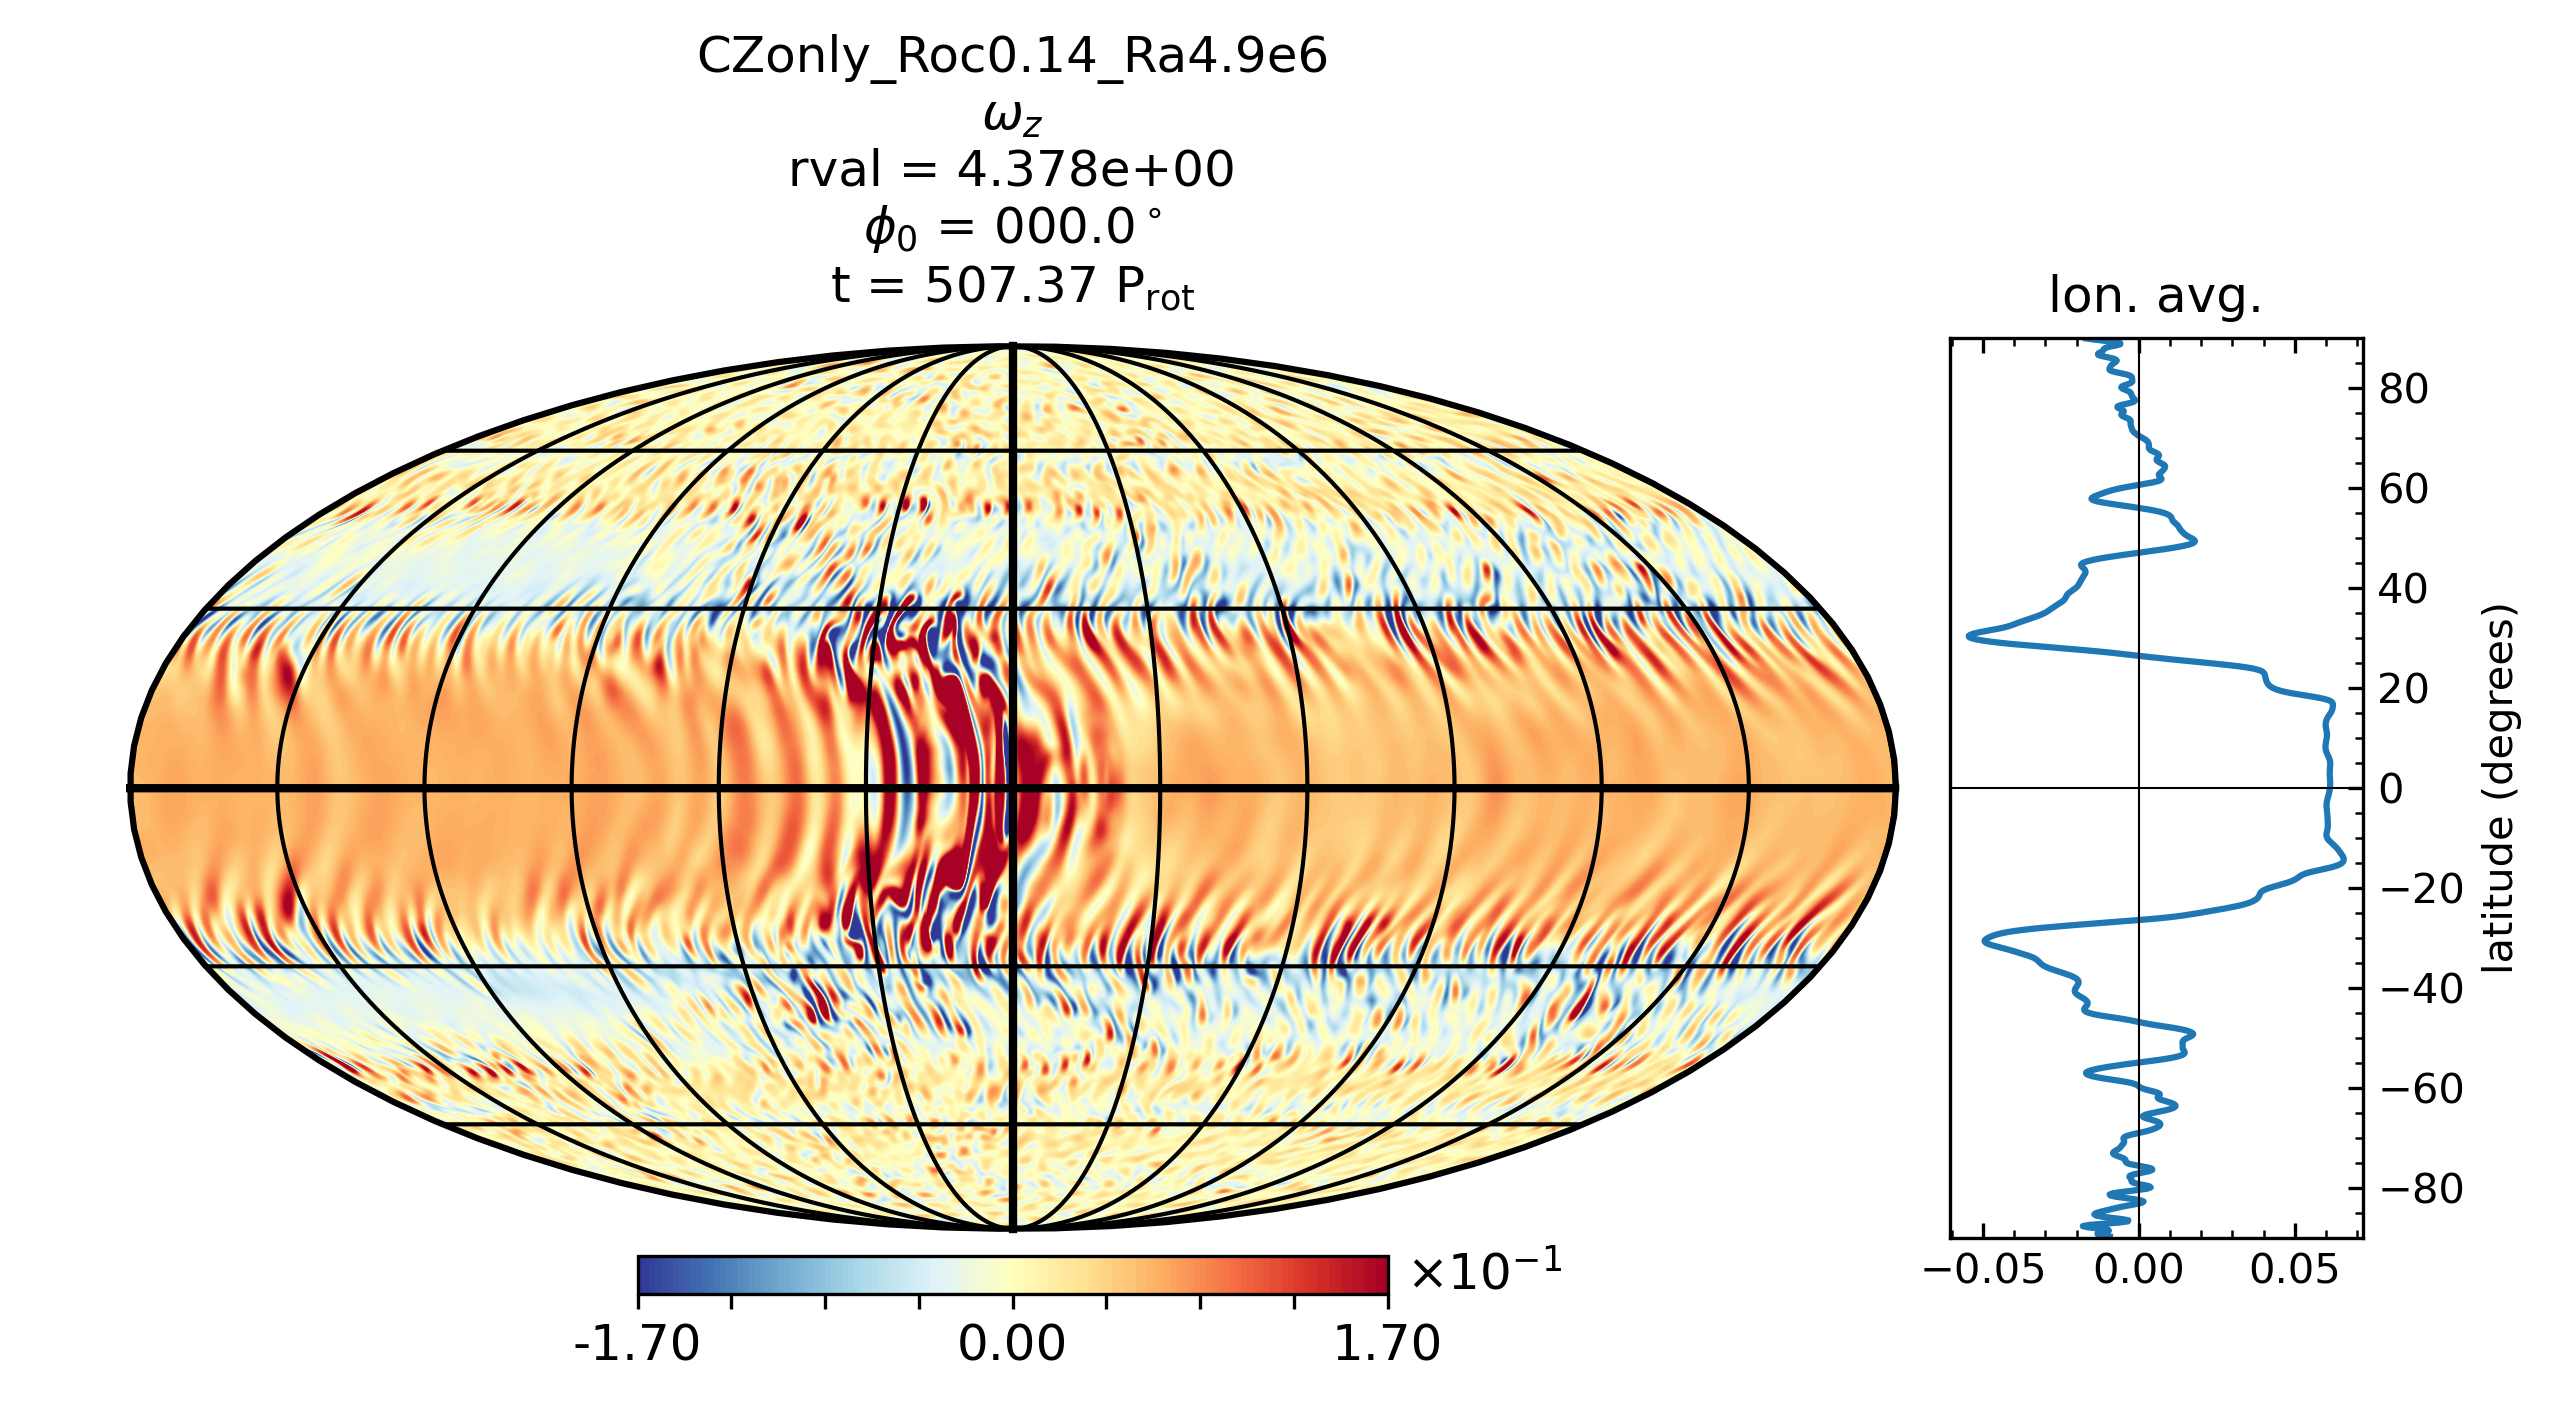 CZonly_Roc0.14_Ra4.9e6
ω_z
rval = 4.378e+00
ϕ₀ = 000.0°
t = 507.37 P_rot
lon. avg.
80
60
40
20
0
−20
−40
−60
−80
latitude (degrees)
−0.05 0.00 0.05
×10⁻¹
-1.70 0.00 1.70